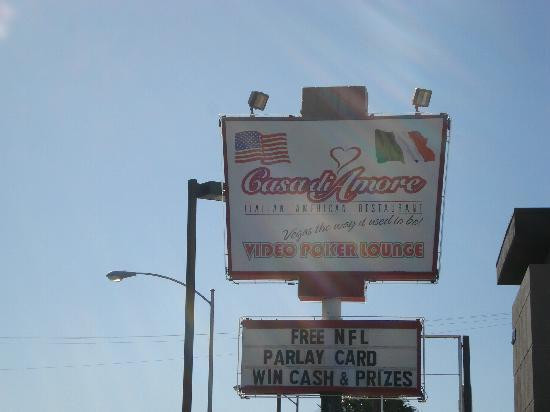 Casa di Amore
ITALIAN AMERICAN RESTAURANT
Vegas the way it used to be!
VIDEO POKER LOUNGE
FREE NFL
PARLAY CARD
WIN CASH & PRIZES